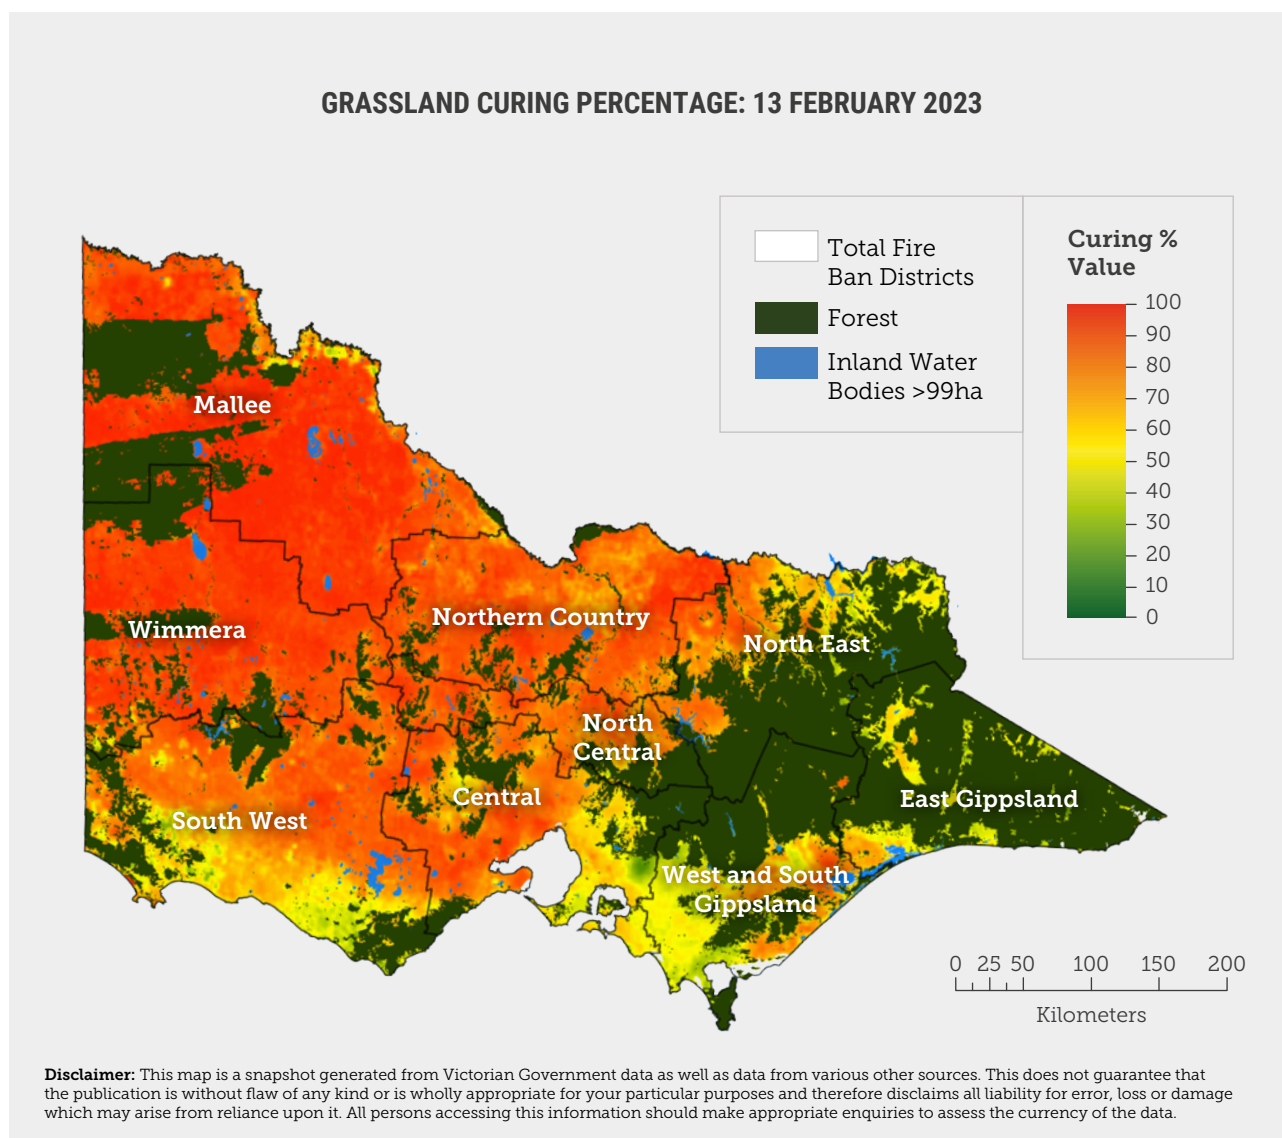 GRASSLAND CURING PERCENTAGE: 13 FEBRUARY 2023
Total Fire
Ban Districts
Forest
Inland Water
Bodies >99ha
Curing %
Value
100
90
80
70
60
50
40
30
20
10
0
Mallee
Wimmera
Northern Country
North East
North
Central
Central
South West
East Gippsland
West and South
Gippsland
0 25 50 100 150 200
Kilometers
Disclaimer: This map is a snapshot generated from Victorian Government data as well as data from various other sources. This does not guarantee that
the publication is without flaw of any kind or is wholly appropriate for your particular purposes and therefore disclaims all liability for error, loss or damage
which may arise from reliance upon it. All persons accessing this information should make appropriate enquiries to assess the currency of the data.